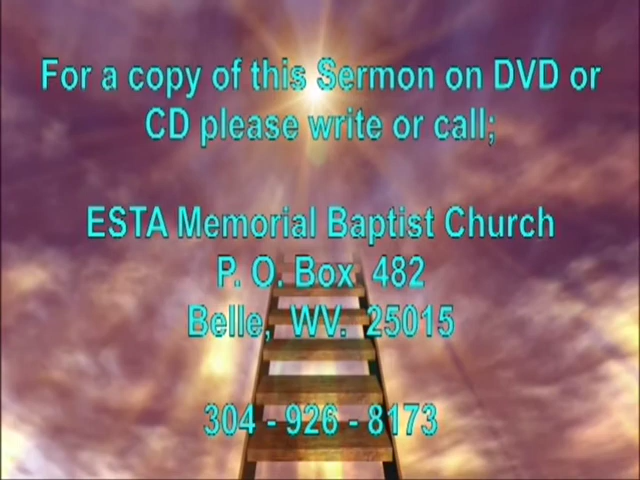 For a copy of this Sermon on DVD or
CD please write or call;
ESTA Memorial Baptist Church
P. O. Box 482
Belle, WV. 25015
304 - 926 - 8173